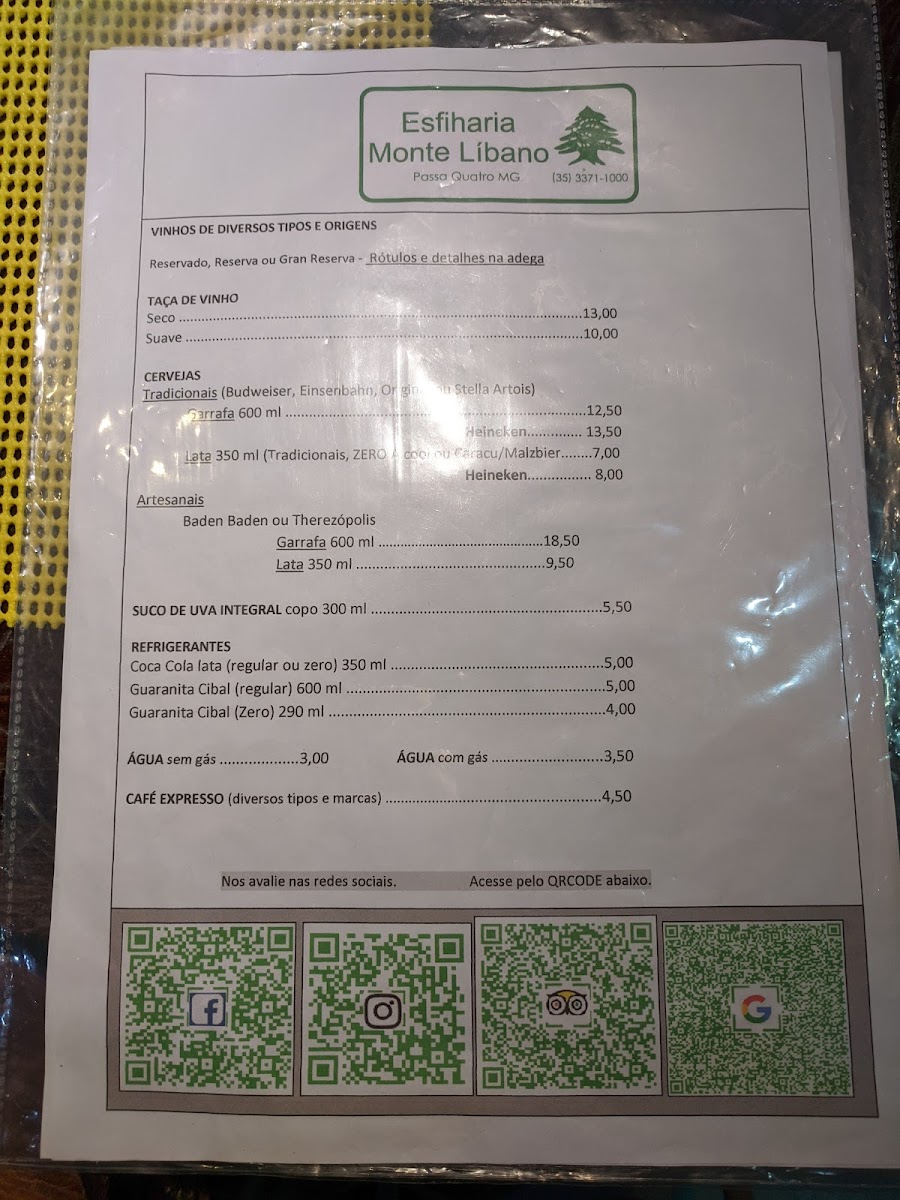 Esfiharia
Monte Líbano
Passa Quatro MG (35) 3371-1000
VINHOS DE DIVERSOS TIPOS E ORIGENS
Reservado, Reserva ou Gran Reserva - Rótulos e detalhes na adega
TAÇA DE VINHO
Seco ................................................13,00
Suave ................................................10,00
CERVEJAS
Tradicionais (Budweiser, Einsenbahn, ou Stella Artois)
Garrafa 600 ml ................................................12,50
Heineken.............. 13,50
Lata 350 ml (Tradicionais, ZERO ou Caracu/Malzbier........7,00
Heineken................. 8,00
Artesanais
Baden Baden ou Therezópolis
Garrafa 600 ml ................................................18,50
Lata 350 ml ................................................9,50
SUCO DE UVA INTEGRAL copo 300 ml ................................................5,50
REFRIGERANTES
Coca Cola lata (regular ou zero) 350 ml ................................................5,00
Guaranita Cibal (regular) 600 ml ................................................5,00
Guaranita Cibal (Zero) 290 ml ................................................4,00
ÁGUA sem gás ...................3,00 ÁGUA com gás ...........................3,50
CAFÉ EXPRESSO (diversos tipos e marcas) ................................................4,50
Nos avalie nas redes sociais. Acesse pelo QRCODE abaixo.